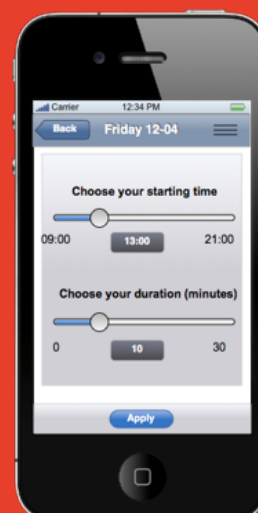 Carrier 12:34 PM
Back Friday 12-04
Choose your starting time
09:00 13:00 21:00
Choose your duration (minutes)
0 10 30
Apply